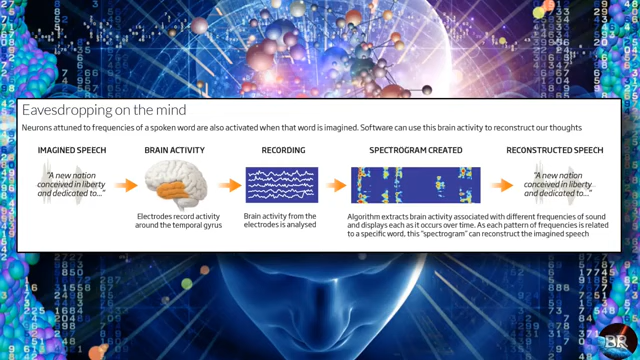 Eavesdropping on the mind
Neurons attuned to frequencies of a spoken word are also activated when that word is imagined. Software can use this brain activity to reconstruct our thoughts
IMAGINED SPEECH
"A new nation
conceived in liberty
and dedicated to..."
BRAIN ACTIVITY
Electrodes record activity
around the temporal gyrus
RECORDING
Brain activity from the
electrodes is analysed
SPECTROGRAM CREATED
Algorithm extracts brain activity associated with different frequencies of sound
and displays each as it occurs over time. As each pattern of frequencies is related
to a specific word, this "spectrogram" can reconstruct the imagined speech
RECONSTRUCTED SPEECH
"A new nation
conceived in liberty
and dedicated to..."
BR